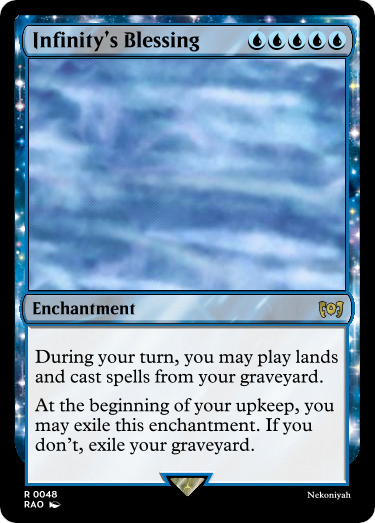 Infinity's Blessing
Enchantment
During your turn, you may play lands
and cast spells from your graveyard.
At the beginning of your upkeep, you
may exile this enchantment. If you
don't, exile your graveyard.
R 0048
RAO
Nekoniyah